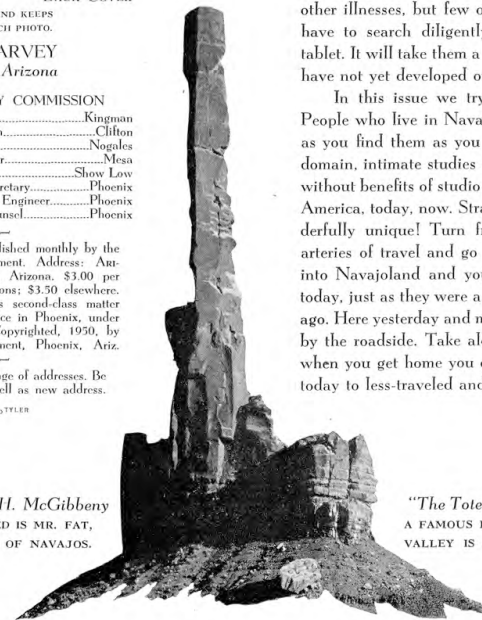 BACK COVER
ND KEEPS
CH PHOTO.
ARVEY
Arizona
Y COMMISSION
Kingman
Clifton
Nogales
r Mesa
Show Low
retary Phoenix
Engineer Phoenix
unsel Phoenix
lished monthly by the
ment. Address: Ari-
Arizona. $3.00 per
ons; $3.50 elsewhere.
s second-class matter
ce in Phoenix, under
Copyrighted, 1950, by
ment, Phoenix, Ariz.
ge of addresses. Be
ell as new address.
TYLER
H. McGibbeny
ED IS MR. FAT,
OF NAVAJOS.
other illnesses, but few o
have to search diligently
tablet. It will take them a
have not yet developed o
In this issue we try
People who live in Nava
as you find them as you
domain, intimate studies
without benefits of studio
America, today, now. Stra
derfully unique! Turn f
arteries of travel and go
into Navajoland and you
today, just as they were a
ago. Here yesterday and n
by the roadside. Take al
when you get home you
today to less-traveled and
"The Tote
A FAMOUS
VALLEY IS